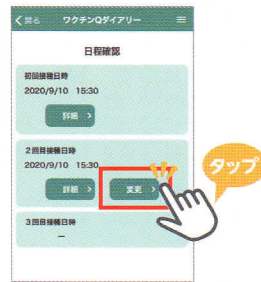 く戻る ワクチンQダイアリー
日程確認
初回接種日時
2020/9/10 15:30
詳細 >
2回目接種日時
2020/9/10 15:30
詳細 > 変更 >
タップ
3回目接種日時
ー